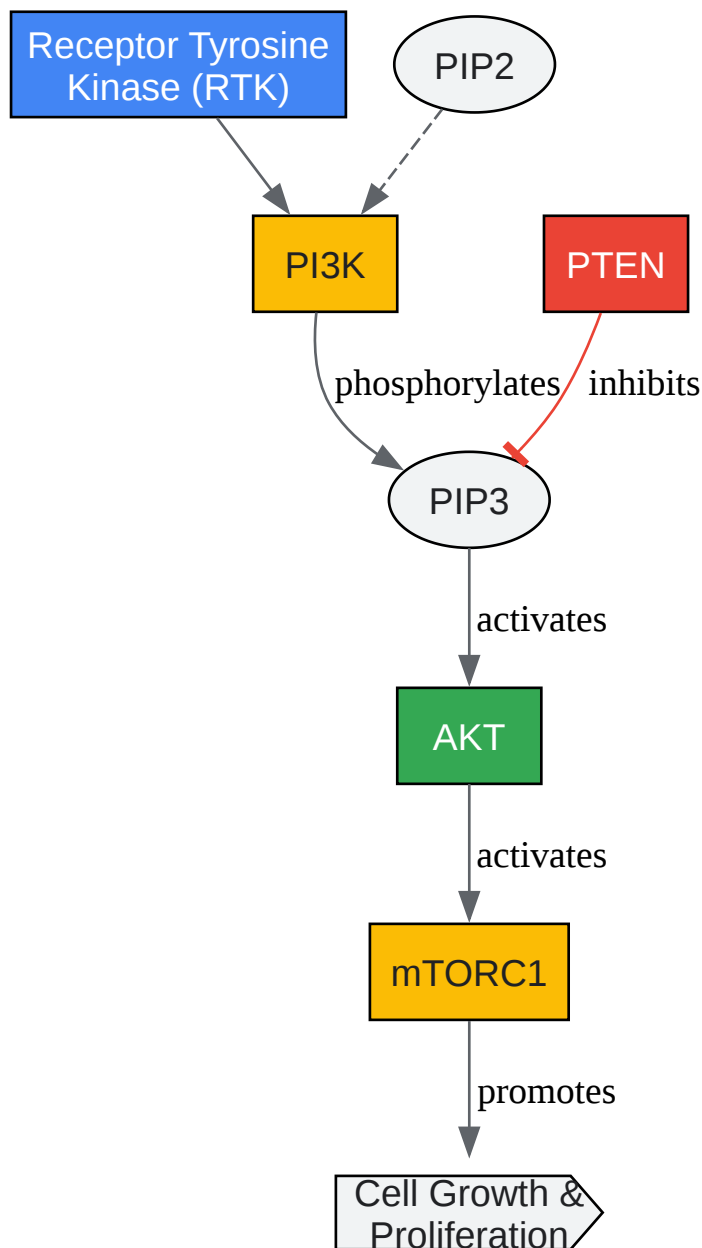 Receptor Tyrosine
Kinase (RTK)
PIP2
PI3K
PTEN
phosphorylates
inhibits
PIP3
activates
AKT
activates
mTORC1
promotes
Cell Growth &
Proliferation